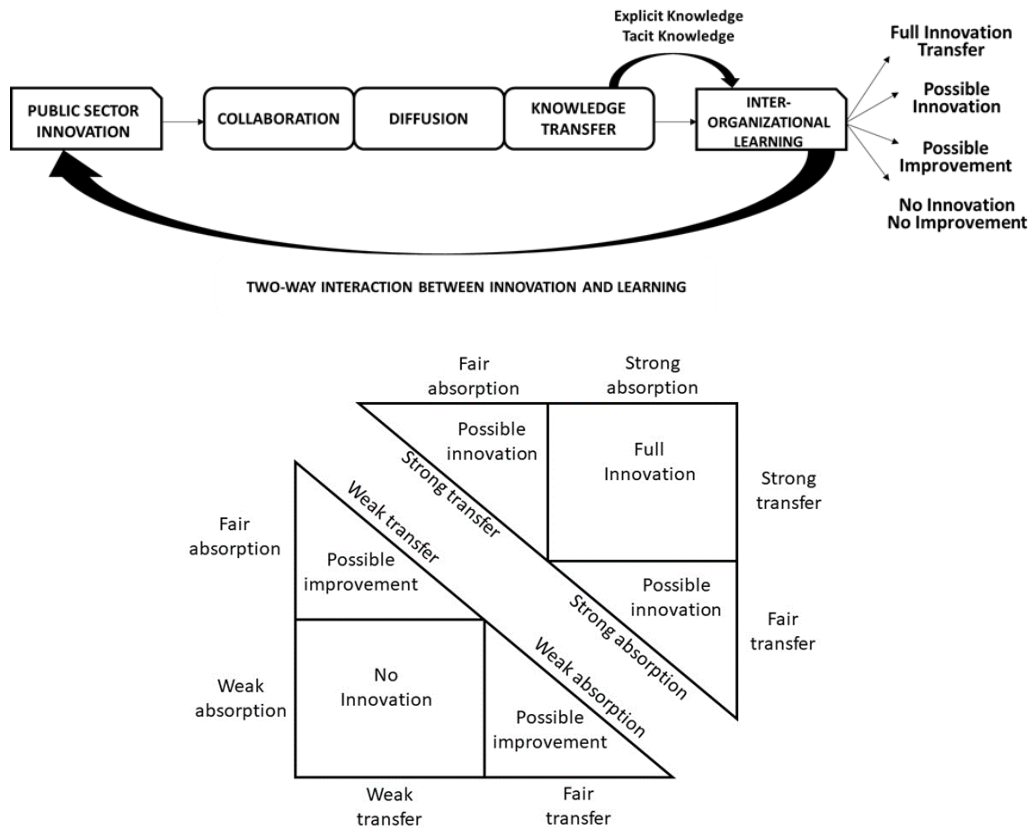 Explicit Knowledge
Tacit Knowledge
Full Innovation
Transfer
Possible
Innovation
Possible
Improvement
No Innovation
No Improvement
PUBLIC SECTOR
INNOVATION
COLLABORATION
DIFFUSION
KNOWLEDGE
TRANSFER
INTER-
ORGANIZATIONAL
LEARNING
TWO-WAY INTERACTION BETWEEN INNOVATION AND LEARNING
Fair
absorption
Strong
absorption
Possible
innovation
Full
Innovation
Strong
transfer
Strong transfer
Weak transfer
Fair
absorption
Possible
improvement
Possible
innovation
Fair
transfer
Strong absorption
Weak absorption
Weak
absorption
No
Innovation
Possible
improvement
Weak
transfer
Fair
transfer